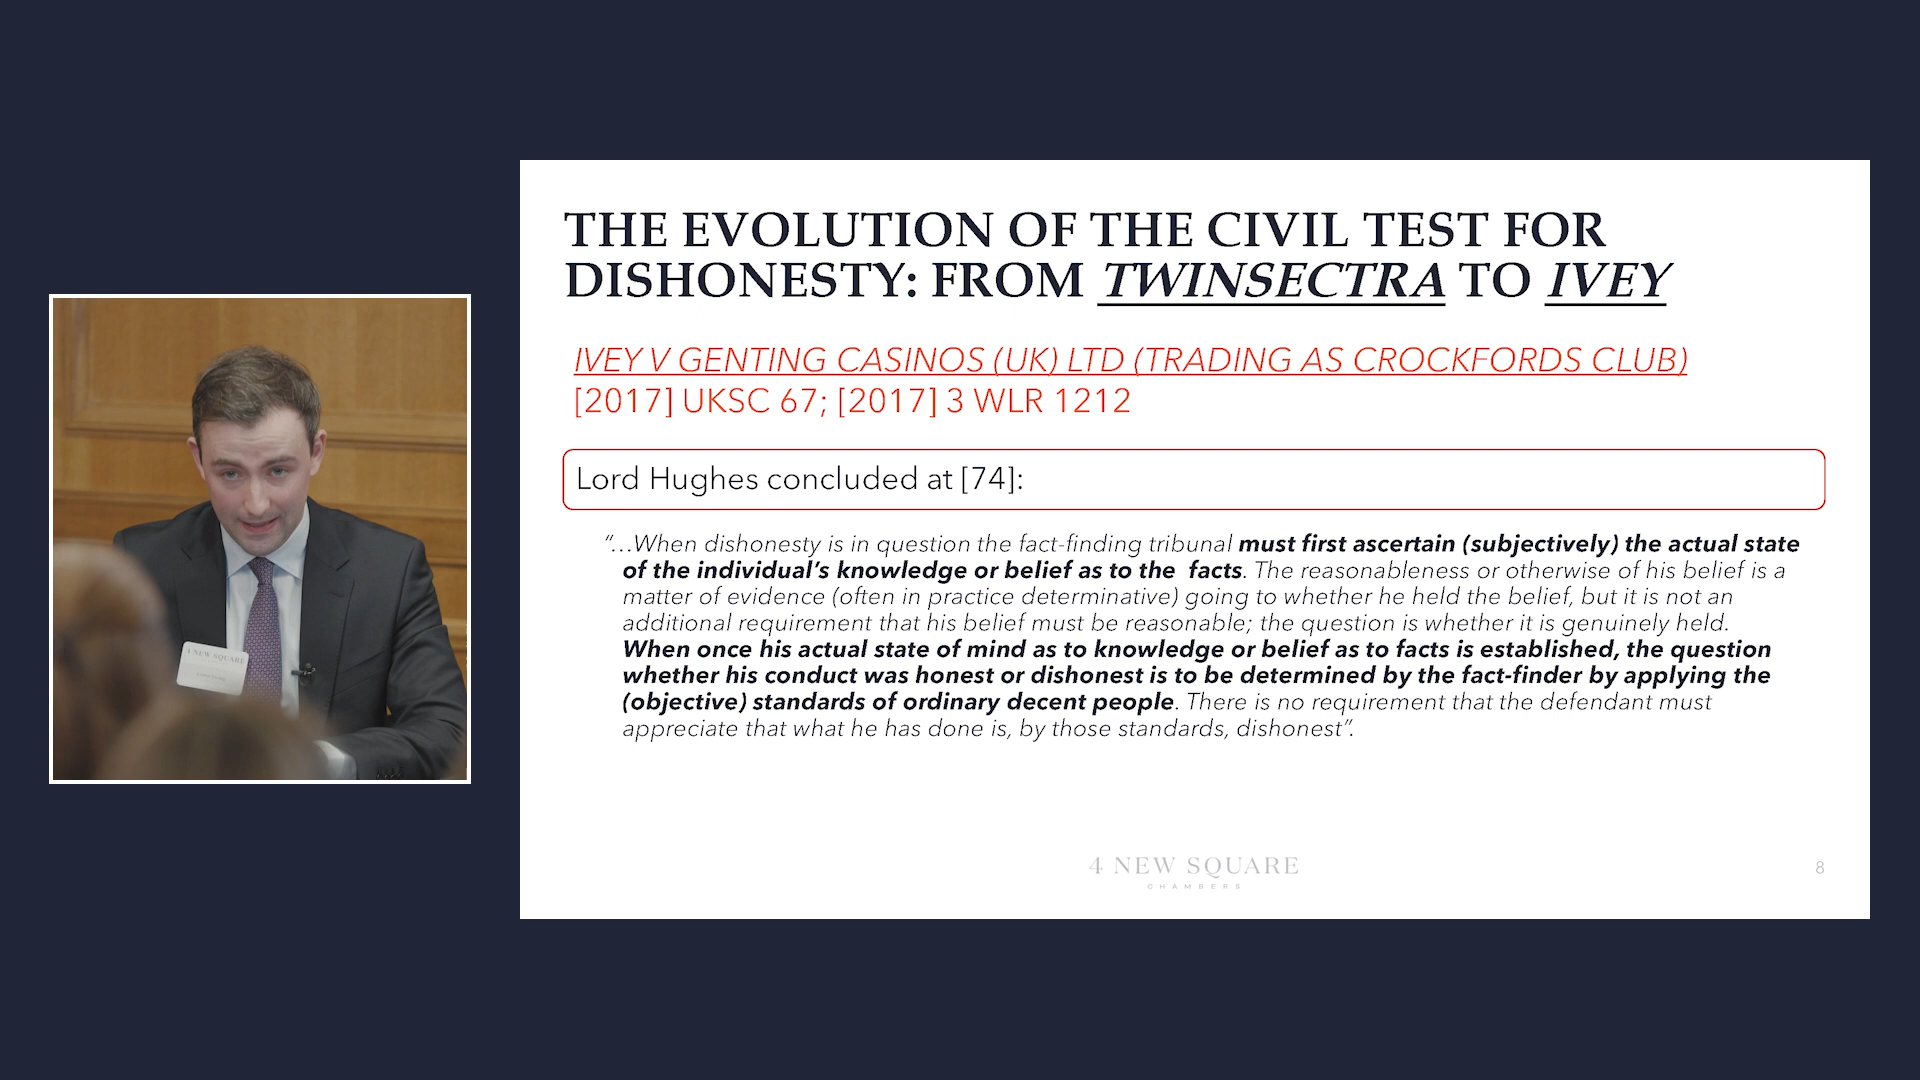 THE EVOLUTION OF THE CIVIL TEST FOR
DISHONESTY: FROM TWINSECTRA TO IVEY
IVEY V GENTING CASINOS (UK) LTD (TRADING AS CROCKFORDS CLUB)
[2017] UKSC 67; [2017] 3 WLR 1212
Lord Hughes concluded at [74]:
“…When dishonesty is in question the fact-finding tribunal must first ascertain (subjectively) the actual state
of the individual’s knowledge or belief as to the facts. The reasonableness or otherwise of his belief is a
matter of evidence (often in practice determinative) going to whether he held the belief, but it is not an
additional requirement that his belief must be reasonable; the question is whether it is genuinely held.
When once his actual state of mind as to knowledge or belief as to facts is established, the question
whether his conduct was honest or dishonest is to be determined by the fact-finder by applying the
(objective) standards of ordinary decent people. There is no requirement that the defendant must
appreciate that what he has done is, by those standards, dishonest”.
4 NEW SQUARE
CHAMBERS
8
4 NEW SQUARE